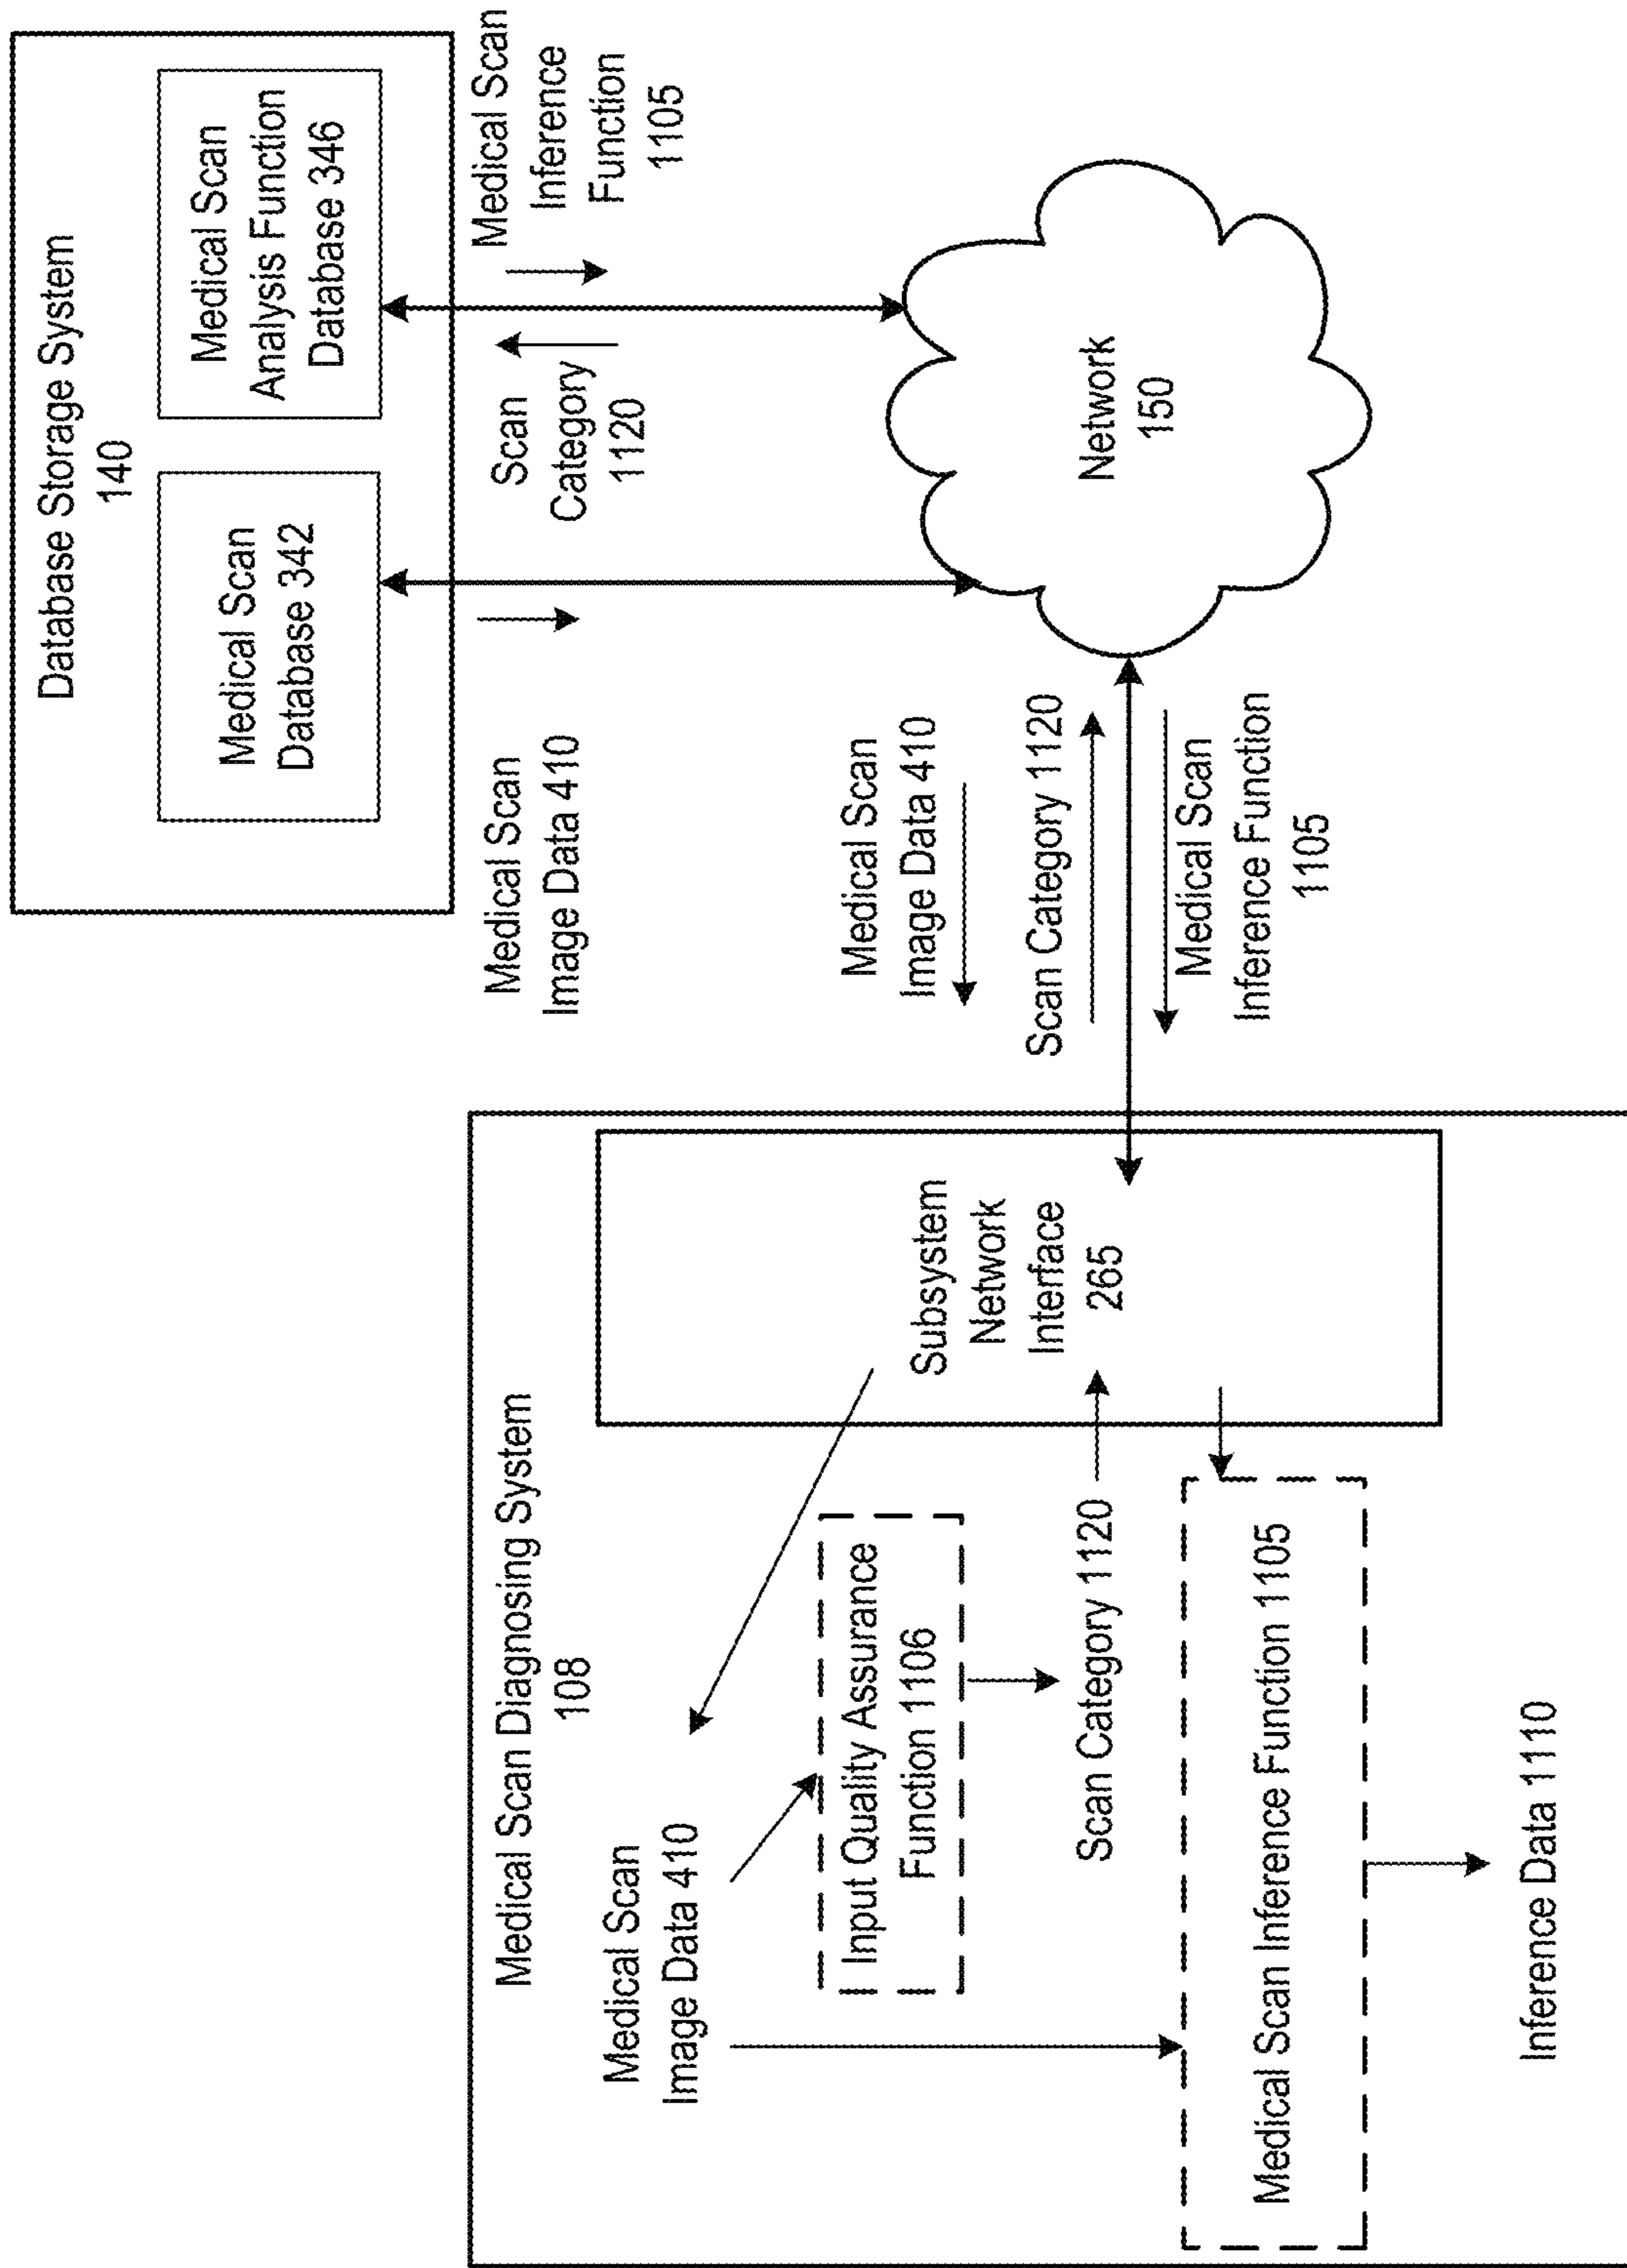 Medical Scan Diagnosing System
108
Medical Scan
Image Data 410
Input Quality Assurance
Function 1106
Scan Category 1120
Medical Scan Inference Function 1105
Inference Data 1110
Subsystem
Network
Interface
265
Database Storage System
140
Medical Scan
Database 342
Medical Scan
Analysis Function
Database 346
Medical Scan
Image Data 410
Scan
Category
1120
Medical Scan
Inference
Function
1105
Medical Scan
Image Data 410
Scan Category 1120
Medical Scan
Inference Function
1105
Network
150